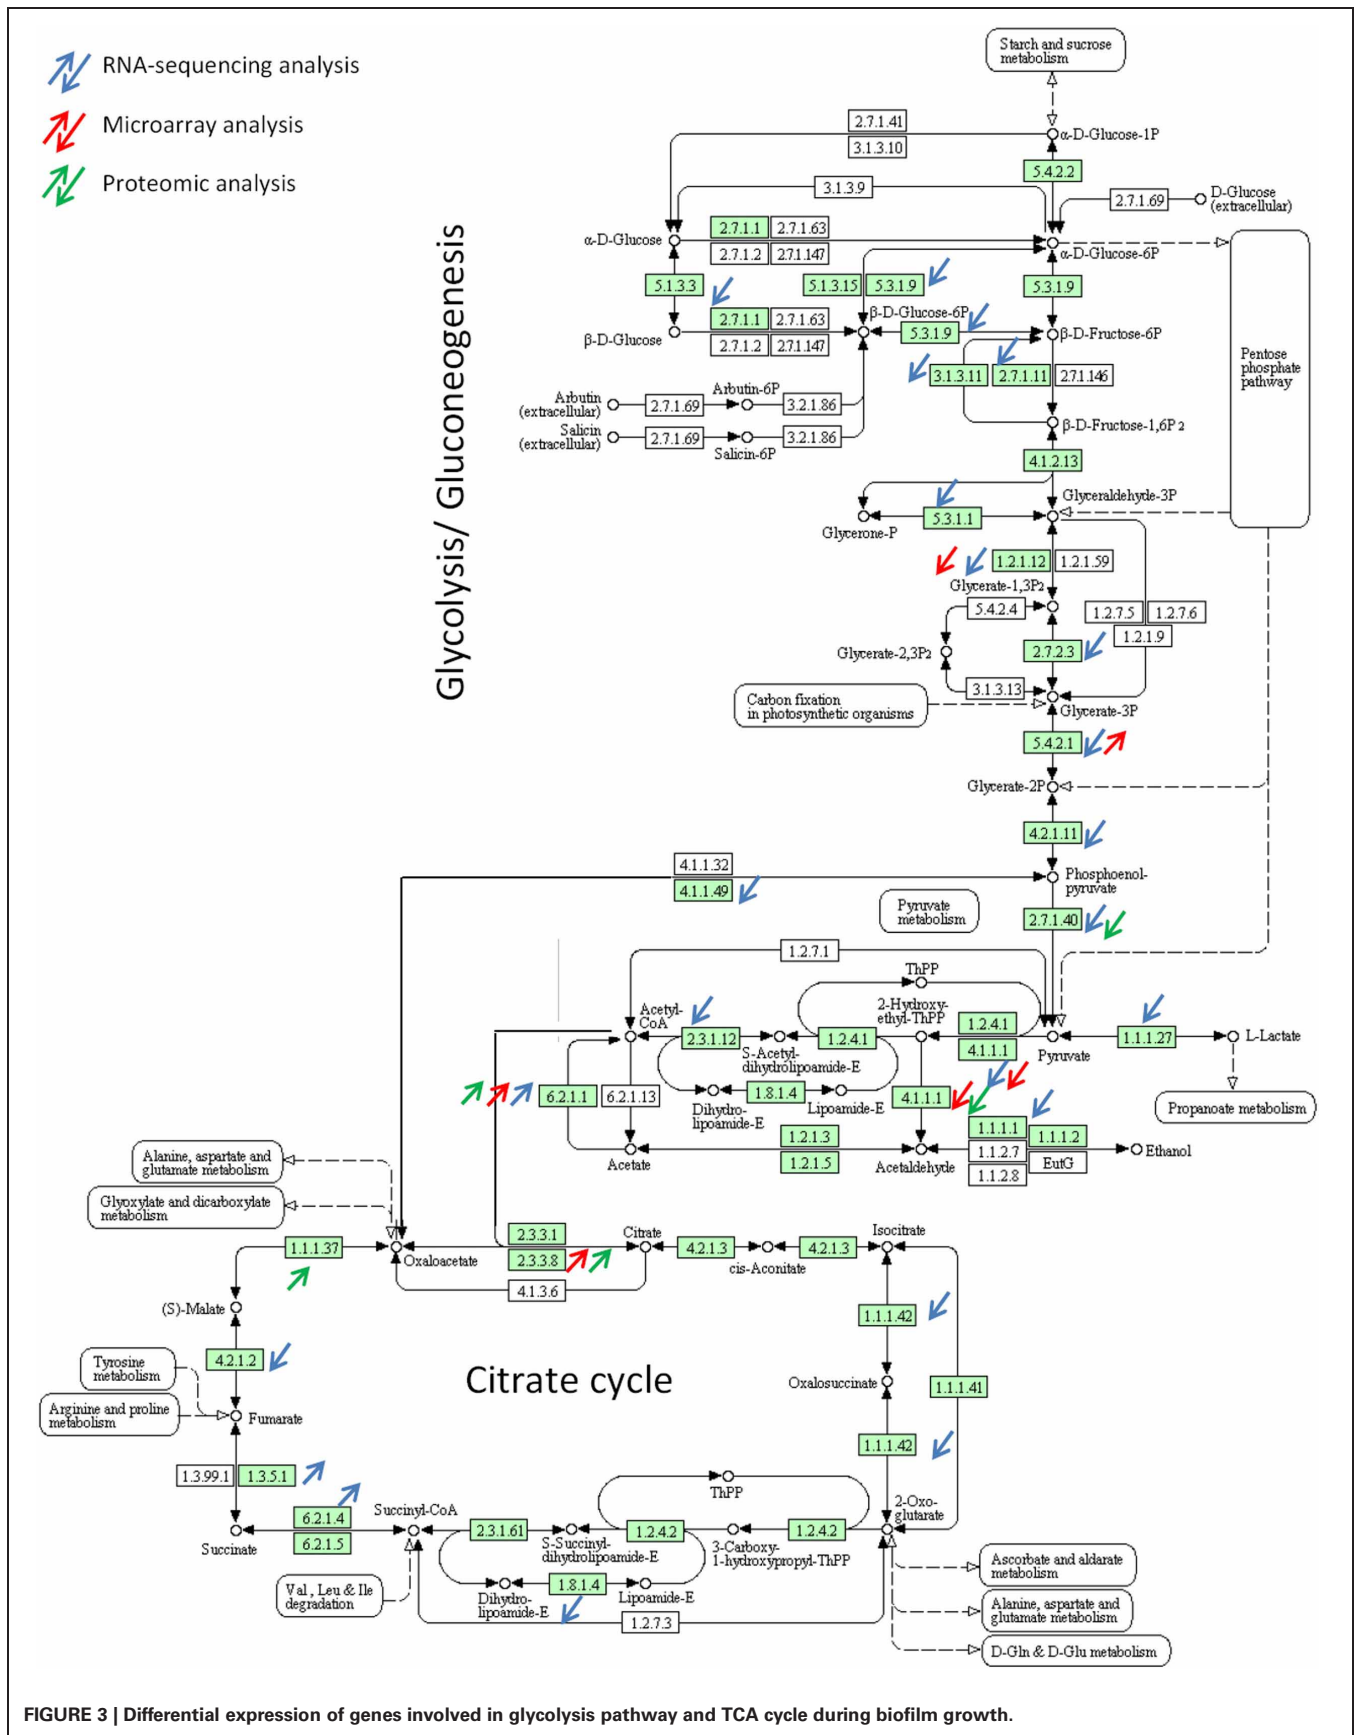 RNA-sequencing analysis
Microarray analysis
Proteomic analysis
Glycolysis/ Gluconeogenesis
Starch and sucrose
metabolism
2.7.1.41
3.1.3.10
α-D-Glucose-1P
5.4.2.2
3.1.3.9
2.7.1.69
D-Glucose
(extracellular)
α-D-Glucose
2.7.1.1
2.7.1.63
2.7.1.2
2.7.1.147
α-D-Glucose-6P
5.1.3.3
5.1.3.15
5.3.1.9
5.3.1.9
β-D-Glucose
2.7.1.1
2.7.1.63
2.7.1.2
2.7.1.147
β-D-Glucose-6P
5.3.1.9
β-D-Fructose-6P
Pentose
phosphate
pathway
3.1.3.11
2.7.1.11
2.7.1.146
Arbutin
(extracellular)
2.7.1.69
Arbutin-6P
3.2.1.86
Salicin
(extracellular)
2.7.1.69
Salicin-6P
3.2.1.86
β-D-Fructose-1,6P2
4.1.2.13
Glyceraldehyde-3P
Glycerone-P
5.3.1.1
1.2.1.12
1.2.1.59
Glycerate-1,3P2
5.4.2.4
1.2.7.5
1.2.7.6
1.2.1.9
Glycerate-2,3P2
2.7.2.3
3.1.3.13
Carbon fixation
in photosynthetic organisms
Glycerate-3P
5.4.2.1
Glycerate-2P
4.2.1.11
4.1.1.32
4.1.1.49
Phosphoenol-
pyruvate
Pyruvate
metabolism
2.7.1.40
1.2.7.1
ThPP
Acetyl-
CoA
2.3.1.12
S-Acetyl-
dihydrolipoamide-E
1.2.4.1
2-Hydroxy-
ethyl-ThPP
1.2.4.1
4.1.1.1
Pyruvate
1.1.1.27
L-Lactate
6.2.1.1
6.2.1.13
Dihydro-
lipoamide-E
1.8.1.4
Lipoamide-E
4.1.1.1
Propanoate metabolism
Acetate
1.2.1.3
1.2.1.5
Acetaldehyde
1.1.1.1
1.1.2.7
1.1.2.8
1.1.1.2
EutG
Ethanol
Alanine, aspartate and
glutamate metabolism
Glyoxylate and dicarboxylate
metabolism
1.1.1.37
Oxaloacetate
2.3.3.1
2.3.3.8
4.1.3.6
Citrate
4.2.1.3
cis-Aconitate
4.2.1.3
Isocitrate
(S)-Malate
1.1.1.42
4.2.1.2
Tyrosine
metabolism
Citrate cycle
Oxalosuccinate
1.1.1.41
Arginine and proline
metabolism
Fumarate
1.1.1.42
1.3.99.1
1.3.5.1
ThPP
Succinate
6.2.1.4
6.2.1.5
Succinyl-CoA
2.3.1.61
S-Succinyl-
dihydrolipoamide-E
1.2.4.2
3-Carboxy-
1-hydroxypropyl-ThPP
1.2.4.2
2-Oxo-
glutarate
Val, Leu & Ile
degradation
Dihydro-
lipoamide-E
1.8.1.4
Lipoamide-E
1.2.7.3
Ascorbate and aldarate
metabolism
Alanine, aspartate and
glutamate metabolism
D-Gln & D-Glu metabolism
FIGURE 3 | Differential expression of genes involved in glycolysis pathway and TCA cycle during biofilm growth.